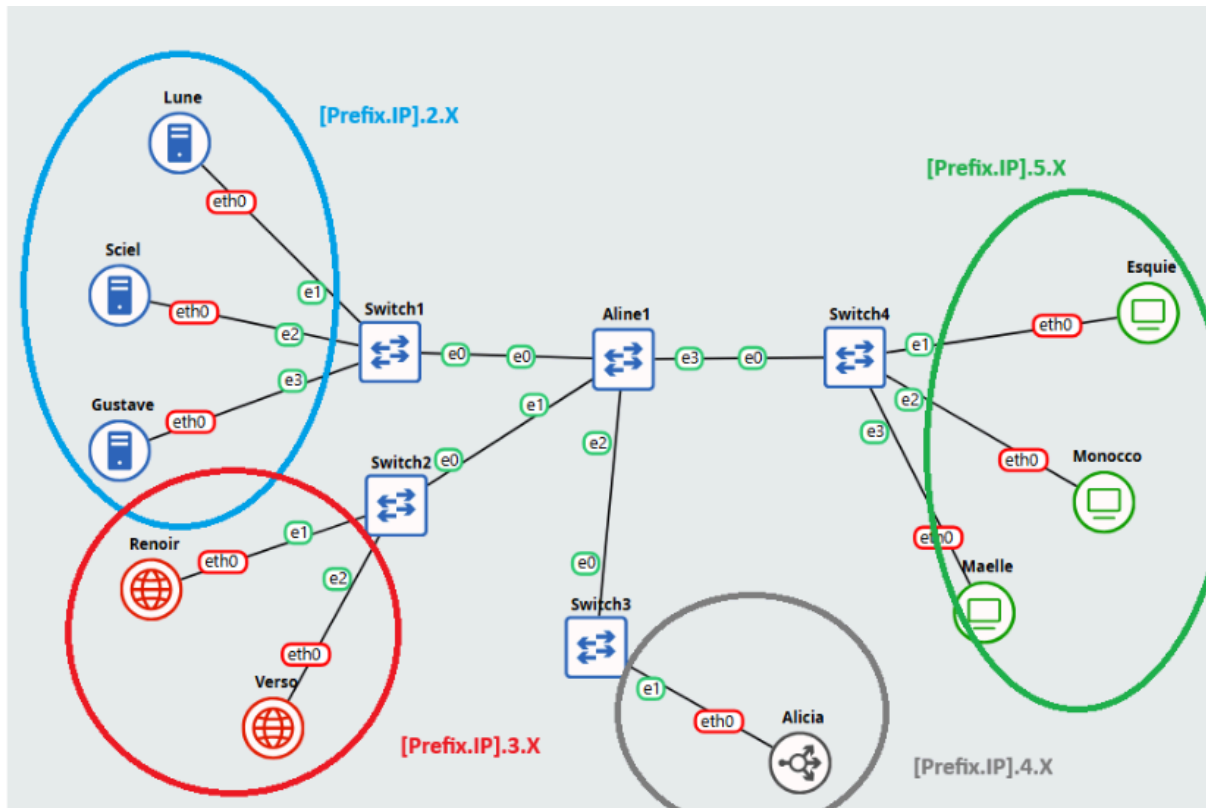 Lune
[Prefix.IP].2.X
eth0
[Prefix.IP].5.X
Sciel
Esquie
eth0
e1
Switch1
Aline1
Switch4
eth0
e2
e1
e0
e0
e3
e0
Gustave
e3
e2
eth0
e1
e3
Switch2
e0
e2
Monocco
eth0
Renoir
e1
eth0
eth0
e2
e0
Maelle
Switch3
eth0
Verso
e1
eth0
Alicia
[Prefix.IP].3.X
[Prefix.IP].4.X